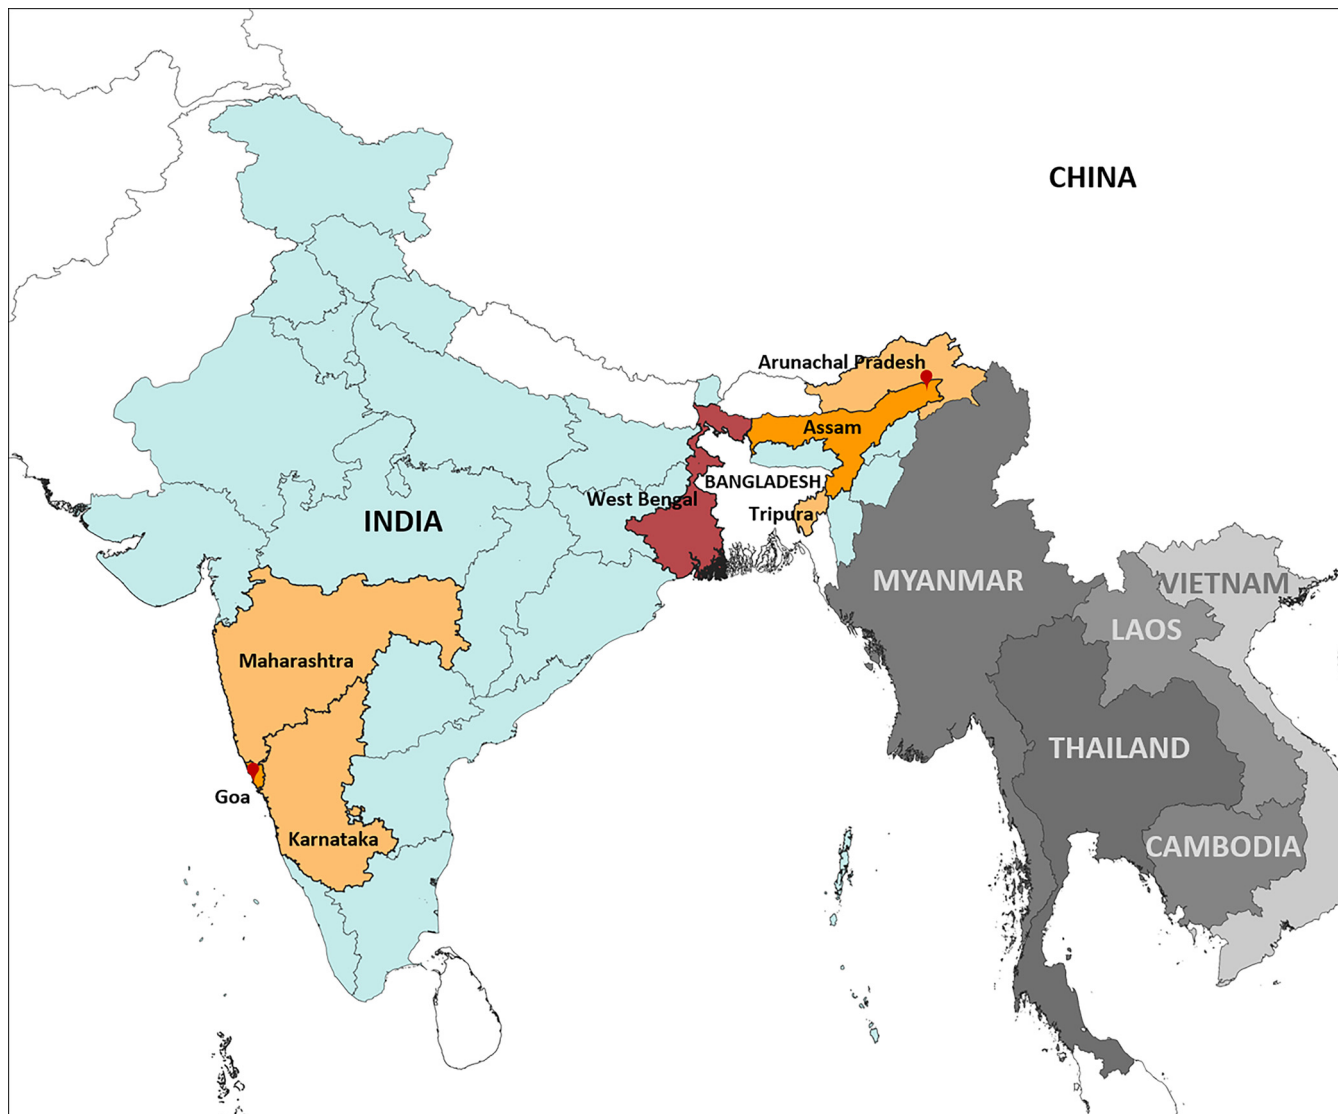 CHINA
Arunachal Pradesh
Assam
BANGLADESH
West Bengal
Tripura
INDIA
MYANMAR
VIETNAM
LAOS
Maharashtra
THAILAND
Goa
Karnataka
CAMBODIA